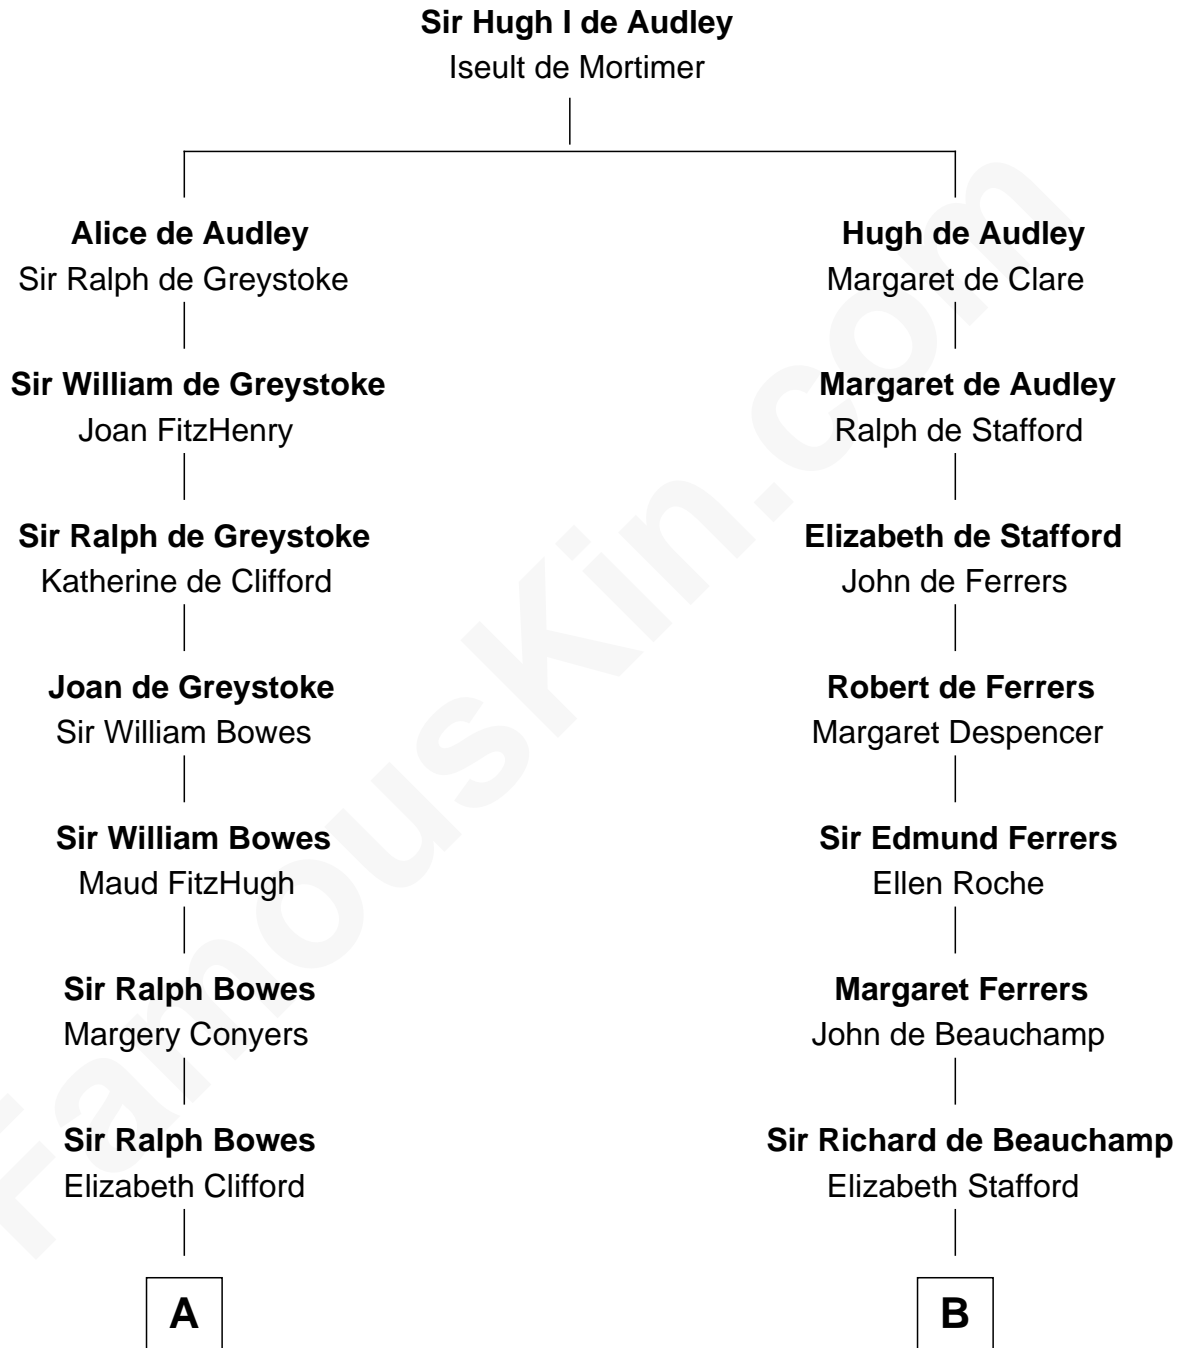 Sir Hugh I de Audley
Iseult de Mortimer
Alice de Audley
Sir Ralph de Greystoke
Hugh de Audley
Margaret de Clare
Sir William de Greystoke
Joan FitzHenry
Margaret de Audley
Ralph de Stafford
Sir Ralph de Greystoke
Katherine de Clifford
Elizabeth de Stafford
John de Ferrers
Joan de Greystoke
Sir William Bowes
Robert de Ferrers
Margaret Despencer
Sir William Bowes
Maud FitzHugh
Sir Edmund Ferrers
Ellen Roche
Sir Ralph Bowes
Margery Conyers
Margaret Ferrers
John de Beauchamp
Sir Ralph Bowes
Elizabeth Clifford
Sir Richard de Beauchamp
Elizabeth Stafford
A
B
FamousKin.com